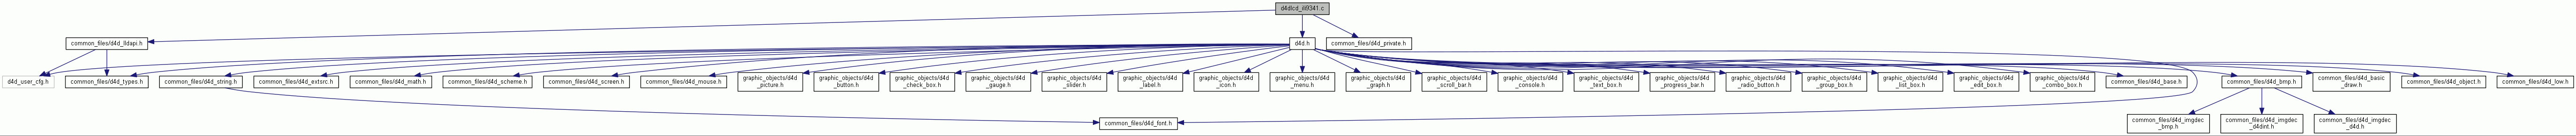 d4dlcd_ili9341.c
common_files/d4d_lldapi.h
d4d.h
common_files/d4d_private.h
d4d_user_cfg.h
common_files/d4d_types.h
common_files/d4d_string.h
common_files/d4d_extsrc.h
common_files/d4d_math.h
common_files/d4d_scheme.h
common_files/d4d_screen.h
common_files/d4d_mouse.h
graphic_objects/d4d
_picture.h
graphic_objects/d4d
_button.h
graphic_objects/d4d
_check_box.h
graphic_objects/d4d
_gauge.h
graphic_objects/d4d
_slider.h
graphic_objects/d4d
_label.h
graphic_objects/d4d
_icon.h
graphic_objects/d4d
_menu.h
graphic_objects/d4d
_graph.h
graphic_objects/d4d
_scroll_bar.h
graphic_objects/d4d
_console.h
graphic_objects/d4d
_text_box.h
graphic_objects/d4d
_progress_bar.h
graphic_objects/d4d
_radio_button.h
graphic_objects/d4d
_group_box.h
graphic_objects/d4d
_list_box.h
graphic_objects/d4d
_edit_box.h
graphic_objects/d4d
_combo_box.h
common_files/d4d_base.h
common_files/d4d_bmp.h
common_files/d4d_basic
_draw.h
common_files/d4d_object.h
common_files/d4d_low.h
common_files/d4d_font.h
common_files/d4d_imgdec
_bmp.h
common_files/d4d_imgdec
_d4dint.h
common_files/d4d_imgdec
_d4d.h